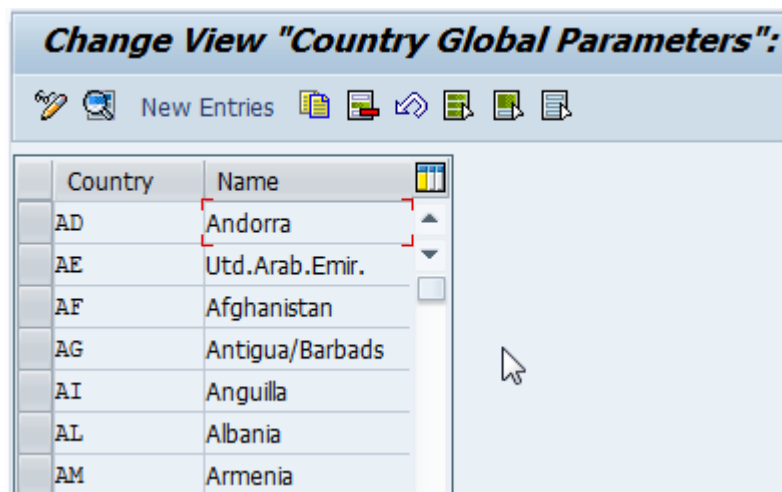 Change View "Country Global Parameters":
New Entries
Country Name
AD Andorra
AE Utd.Arab.Emir.
AF Afghanistan
AG Antigua/Barbads
AI Anguilla
AL Albania
AM Armenia